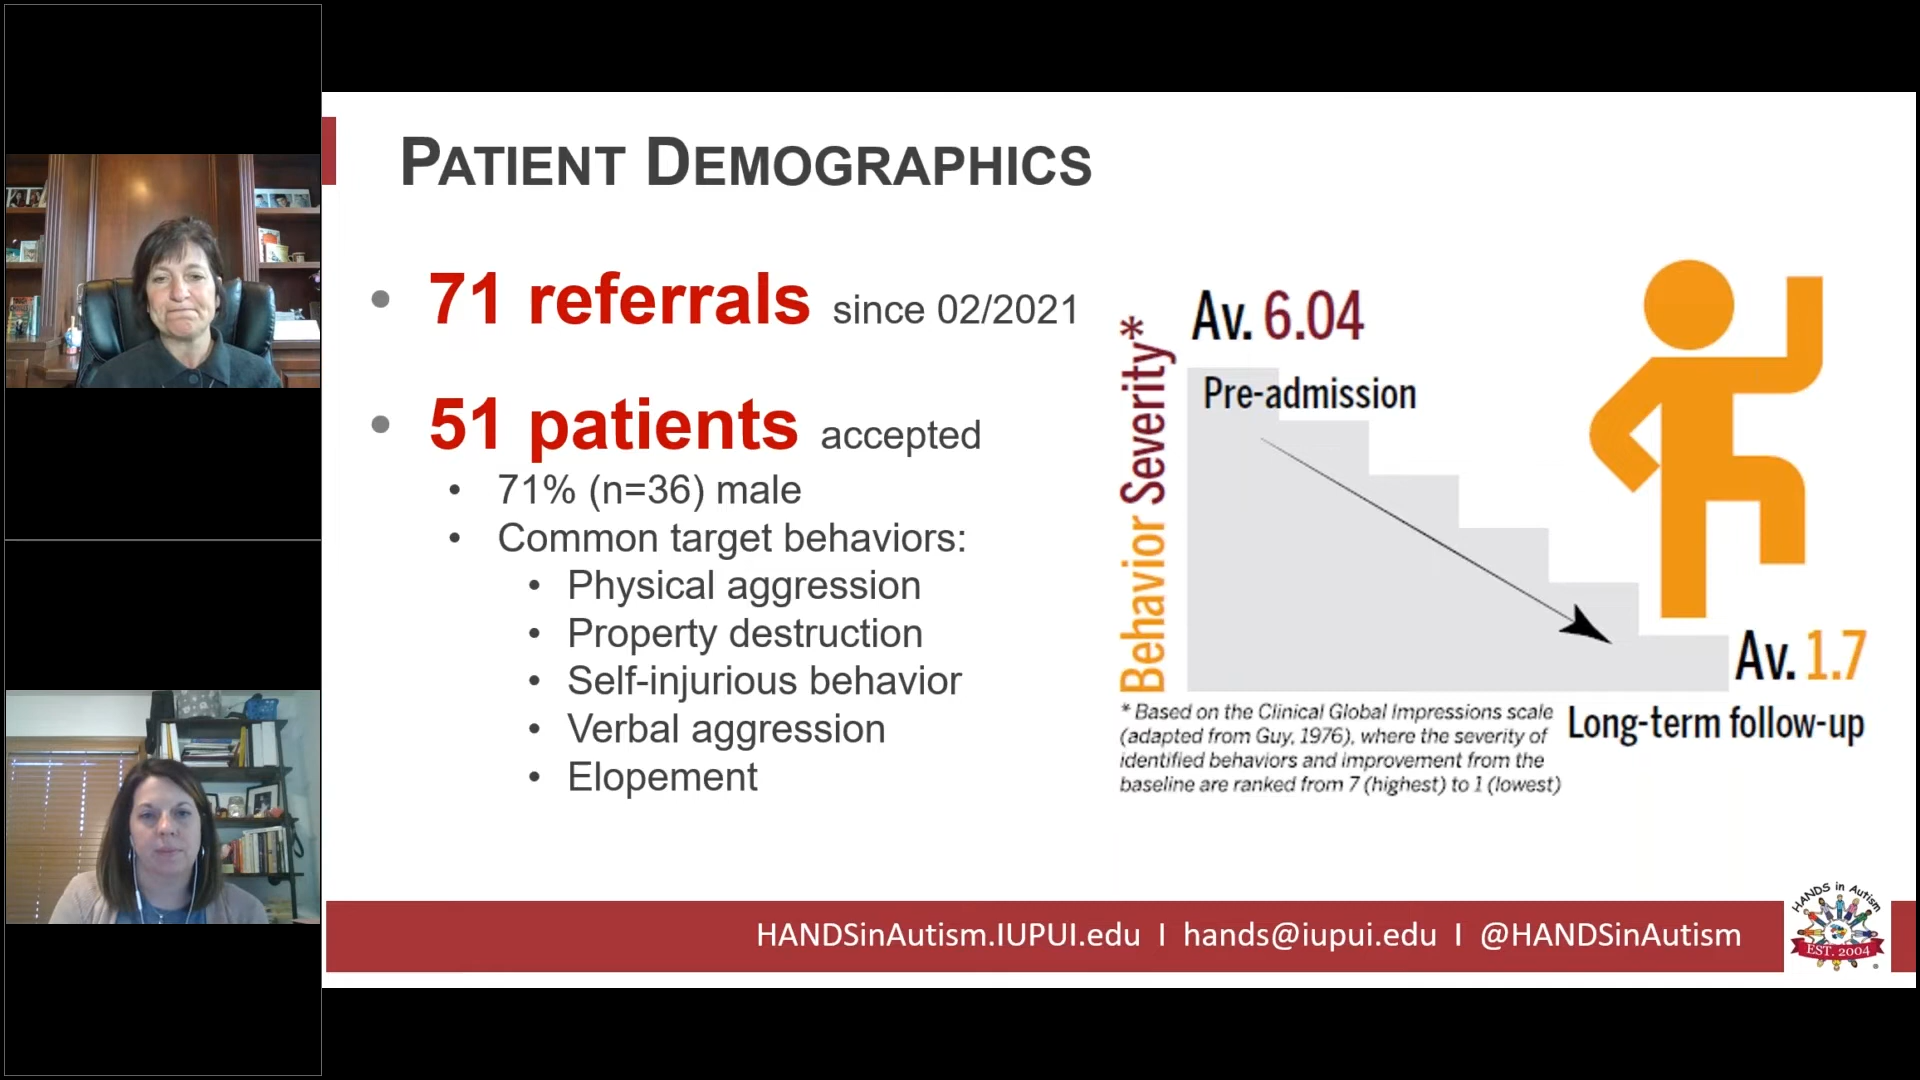 PATIENT DEMOGRAPHICS
• 71 referrals since 02/2021
• 51 patients accepted
• 71% (n=36) male
• Common target behaviors:
• Physical aggression
• Property destruction
• Self-injurious behavior
• Verbal aggression
• Elopement
Behavior Severity*
Av. 6.04
Pre-admission
Av. 1.7
Long-term follow-up
* Based on the Clinical Global Impressions scale
(adapted from Guy, 1976), where the severity of
identified behaviors and improvement from the
baseline are ranked from 7 (highest) to 1 (lowest)
HANDSinAutism.IUPUI.edu I hands@iupui.edu I @HANDSinAutism
HANDS in Autism
EST. 2004